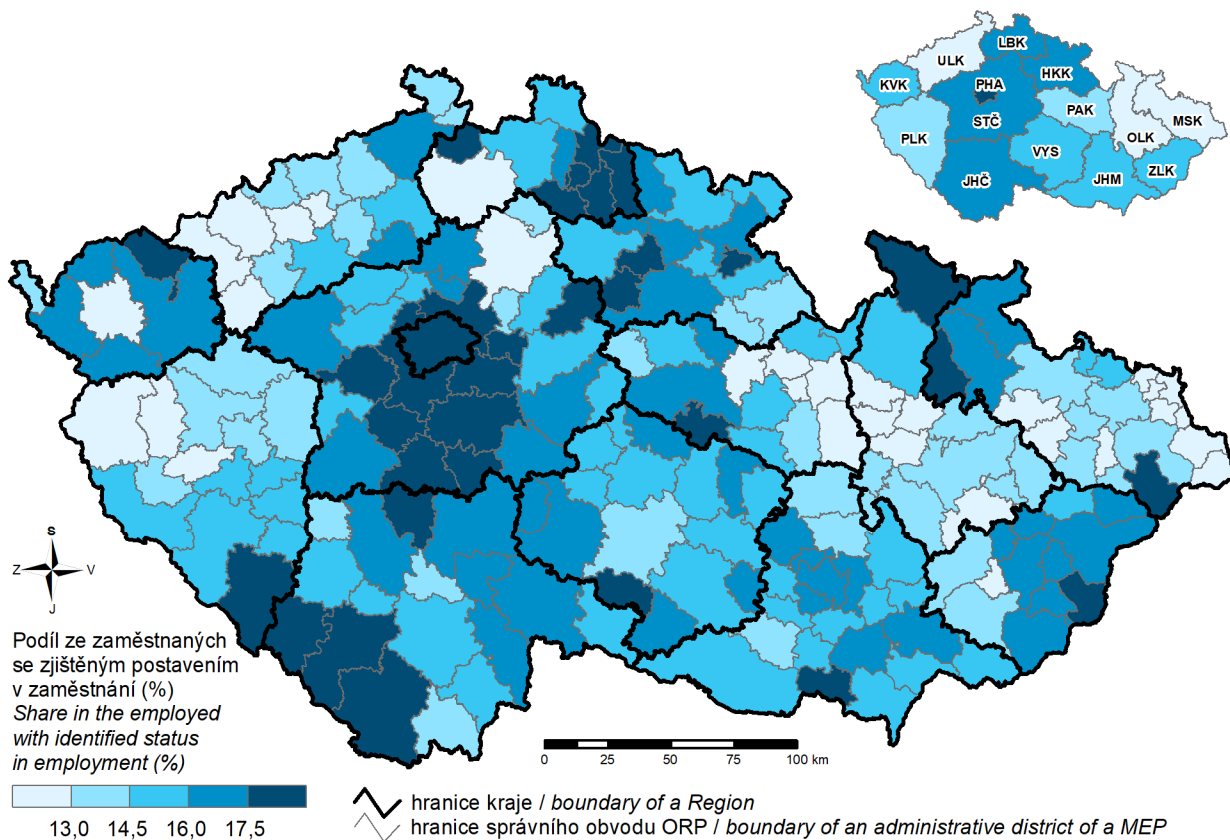 LBK
ULK
KVK
PHA
HKK
STČ
PAK
MSK
PLK
OLK
VYS
ZLK
JHČ
JHM
S
Z V
J
Podíl ze zaměstnaných
se zjištěným postavením
v zaměstnání (%)
Share in the employed
with identified status
in employment (%)
13,0 14,5 16,0 17,5
0 25 50 75 100 km
hranice kraje / boundary of a Region
hranice správního obvodu ORP / boundary of an administrative district of a MEP